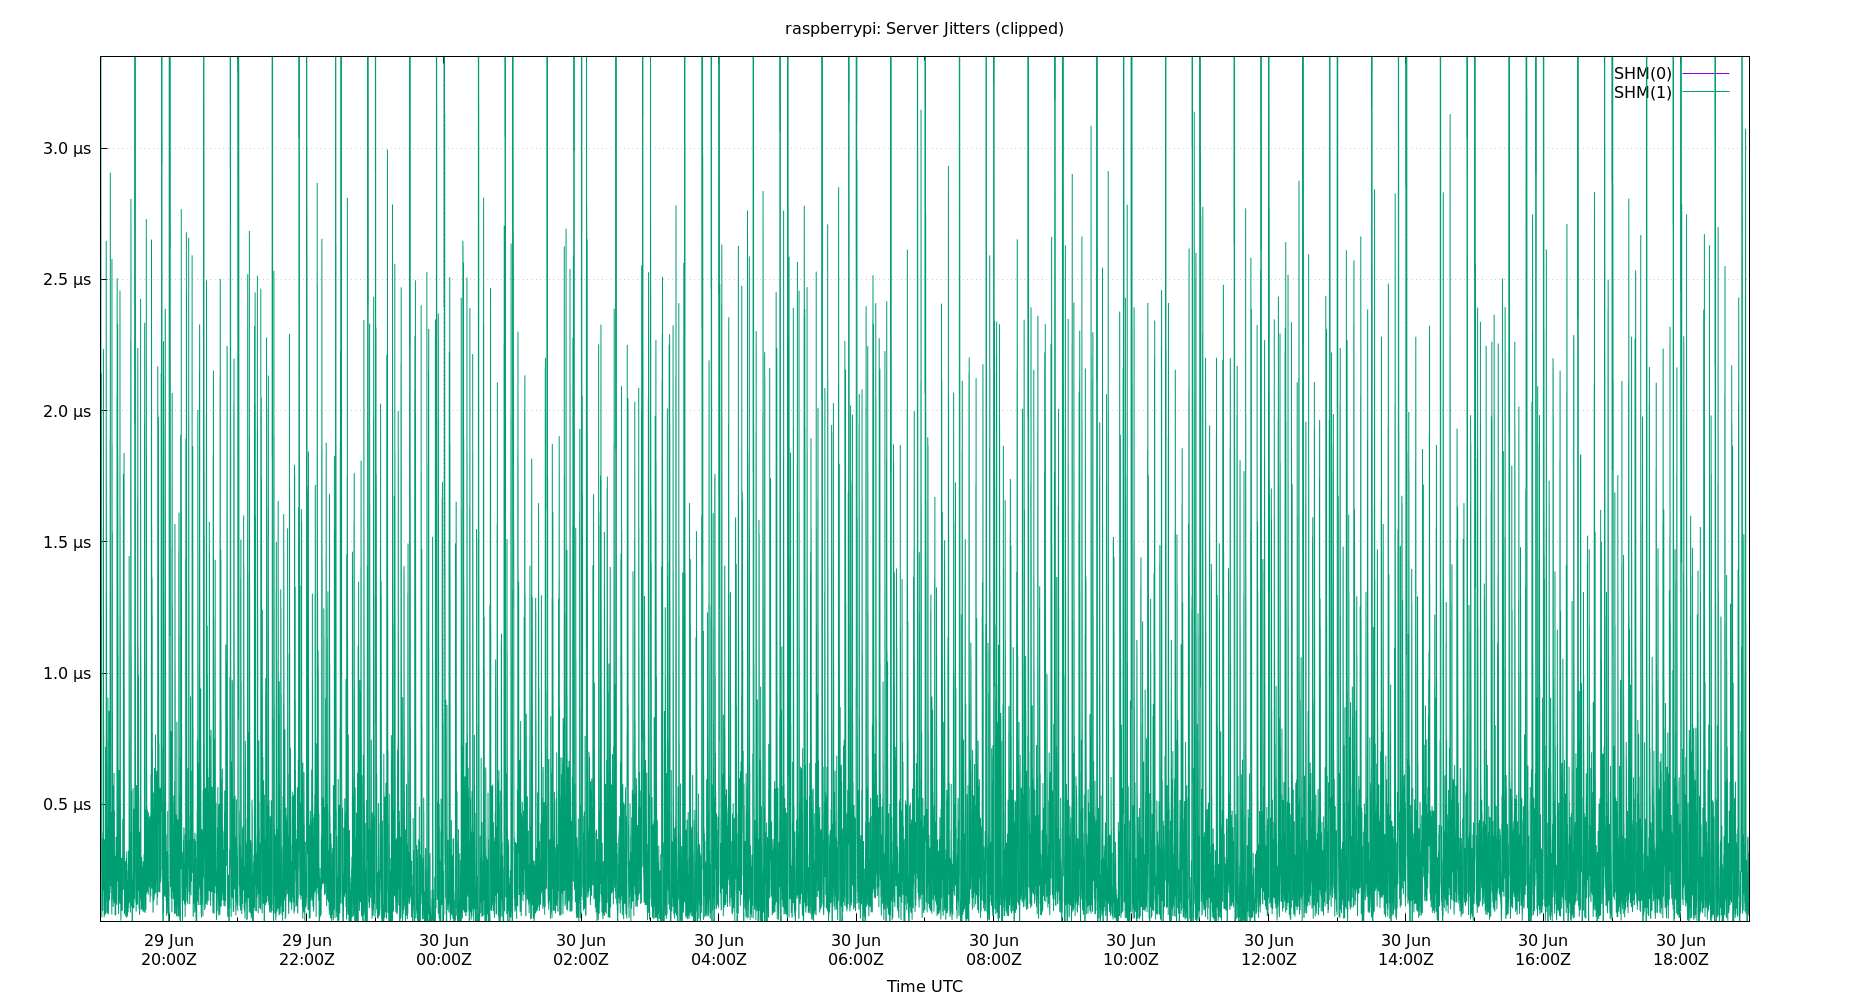 raspberrypi: Server Jitters (clipped)
SHM(0)
SHM(1)
3.0 µs
2.5 µs
2.0 µs
1.5 µs
1.0 µs
0.5 µs
29 Jun 29 Jun 30 Jun 30 Jun 30 Jun 30 Jun 30 Jun 30 Jun 30 Jun 30 Jun 30 Jun 30 Jun
20:00Z 22:00Z 00:00Z 02:00Z 04:00Z 06:00Z 08:00Z 10:00Z 12:00Z 14:00Z 16:00Z 18:00Z
Time UTC